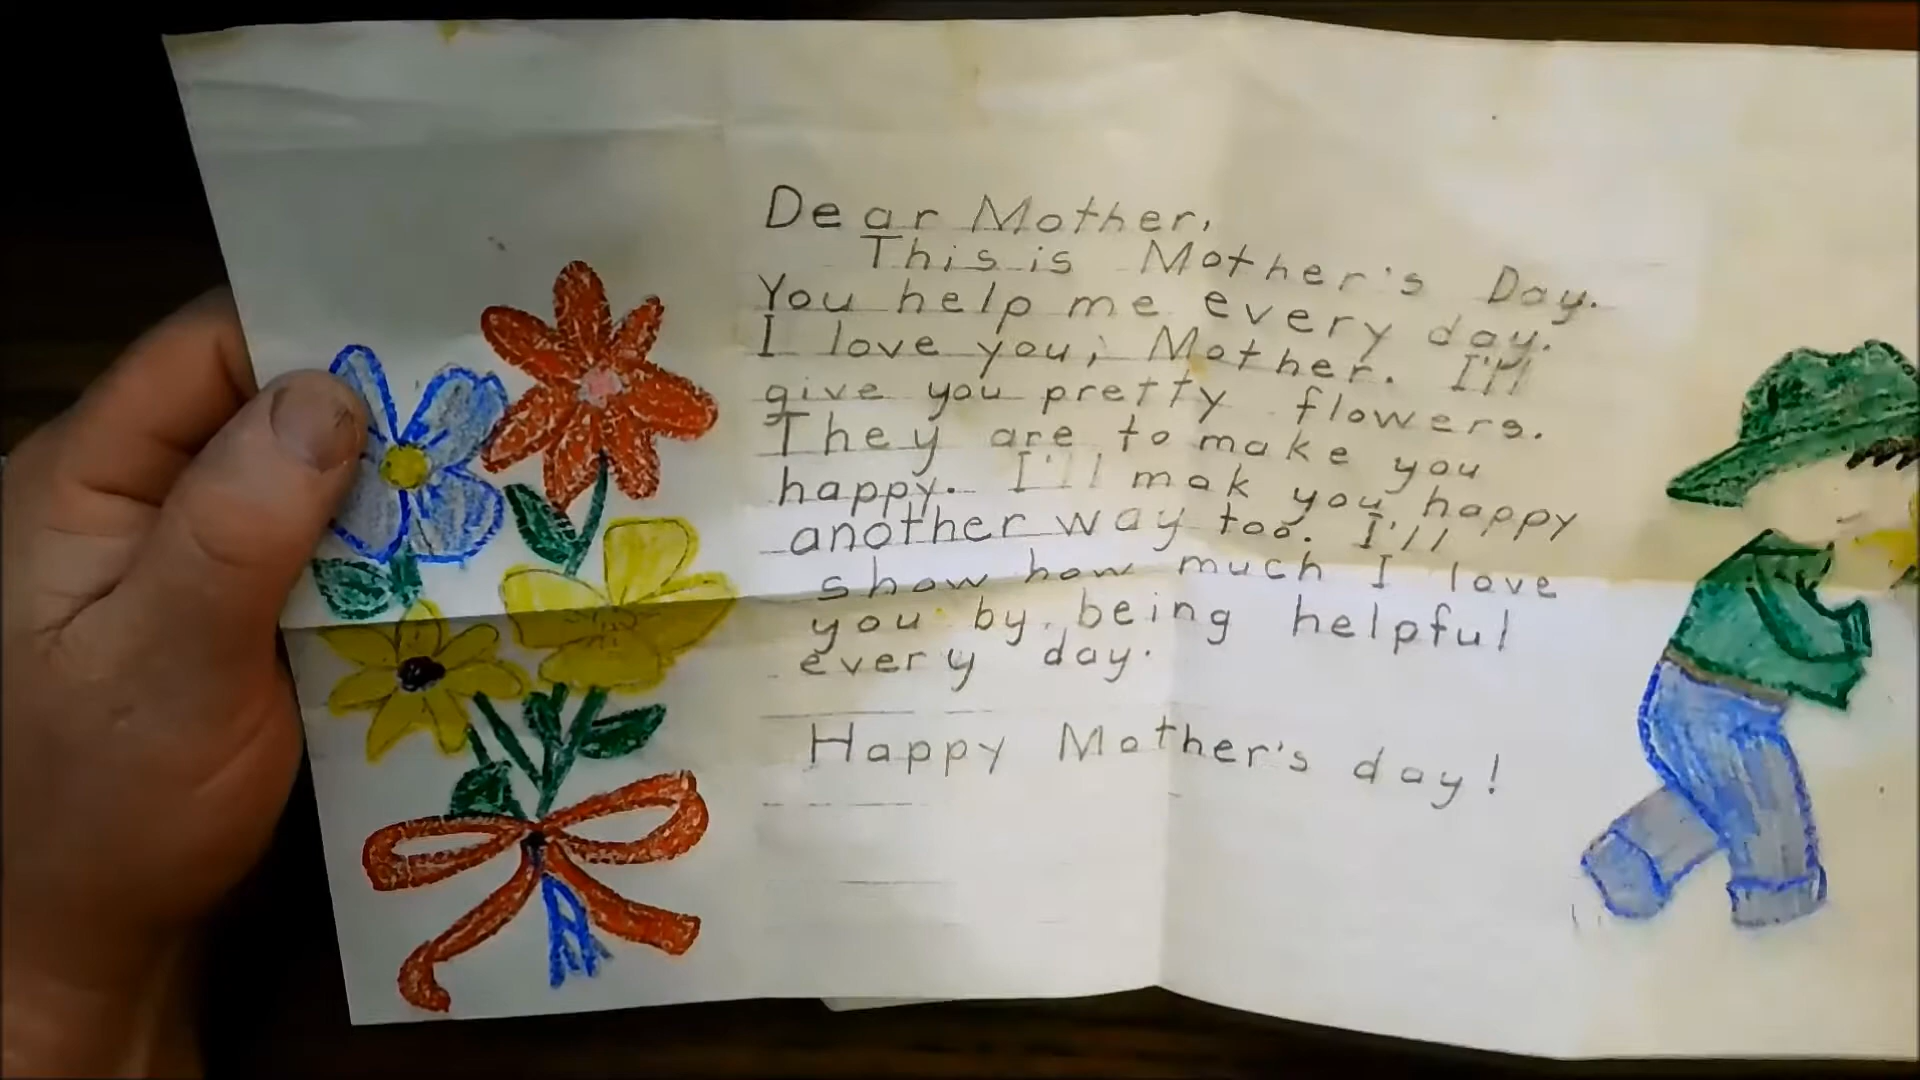 Dear Mother,
This is Mother's Day.
You help me every day.
I love you, Mother. I'll
give you pretty flowers.
They are to make you
happy. I'll mak you happy
another way too. I'll
show how much I love
you by being helpful
every day.
Happy Mother's day!